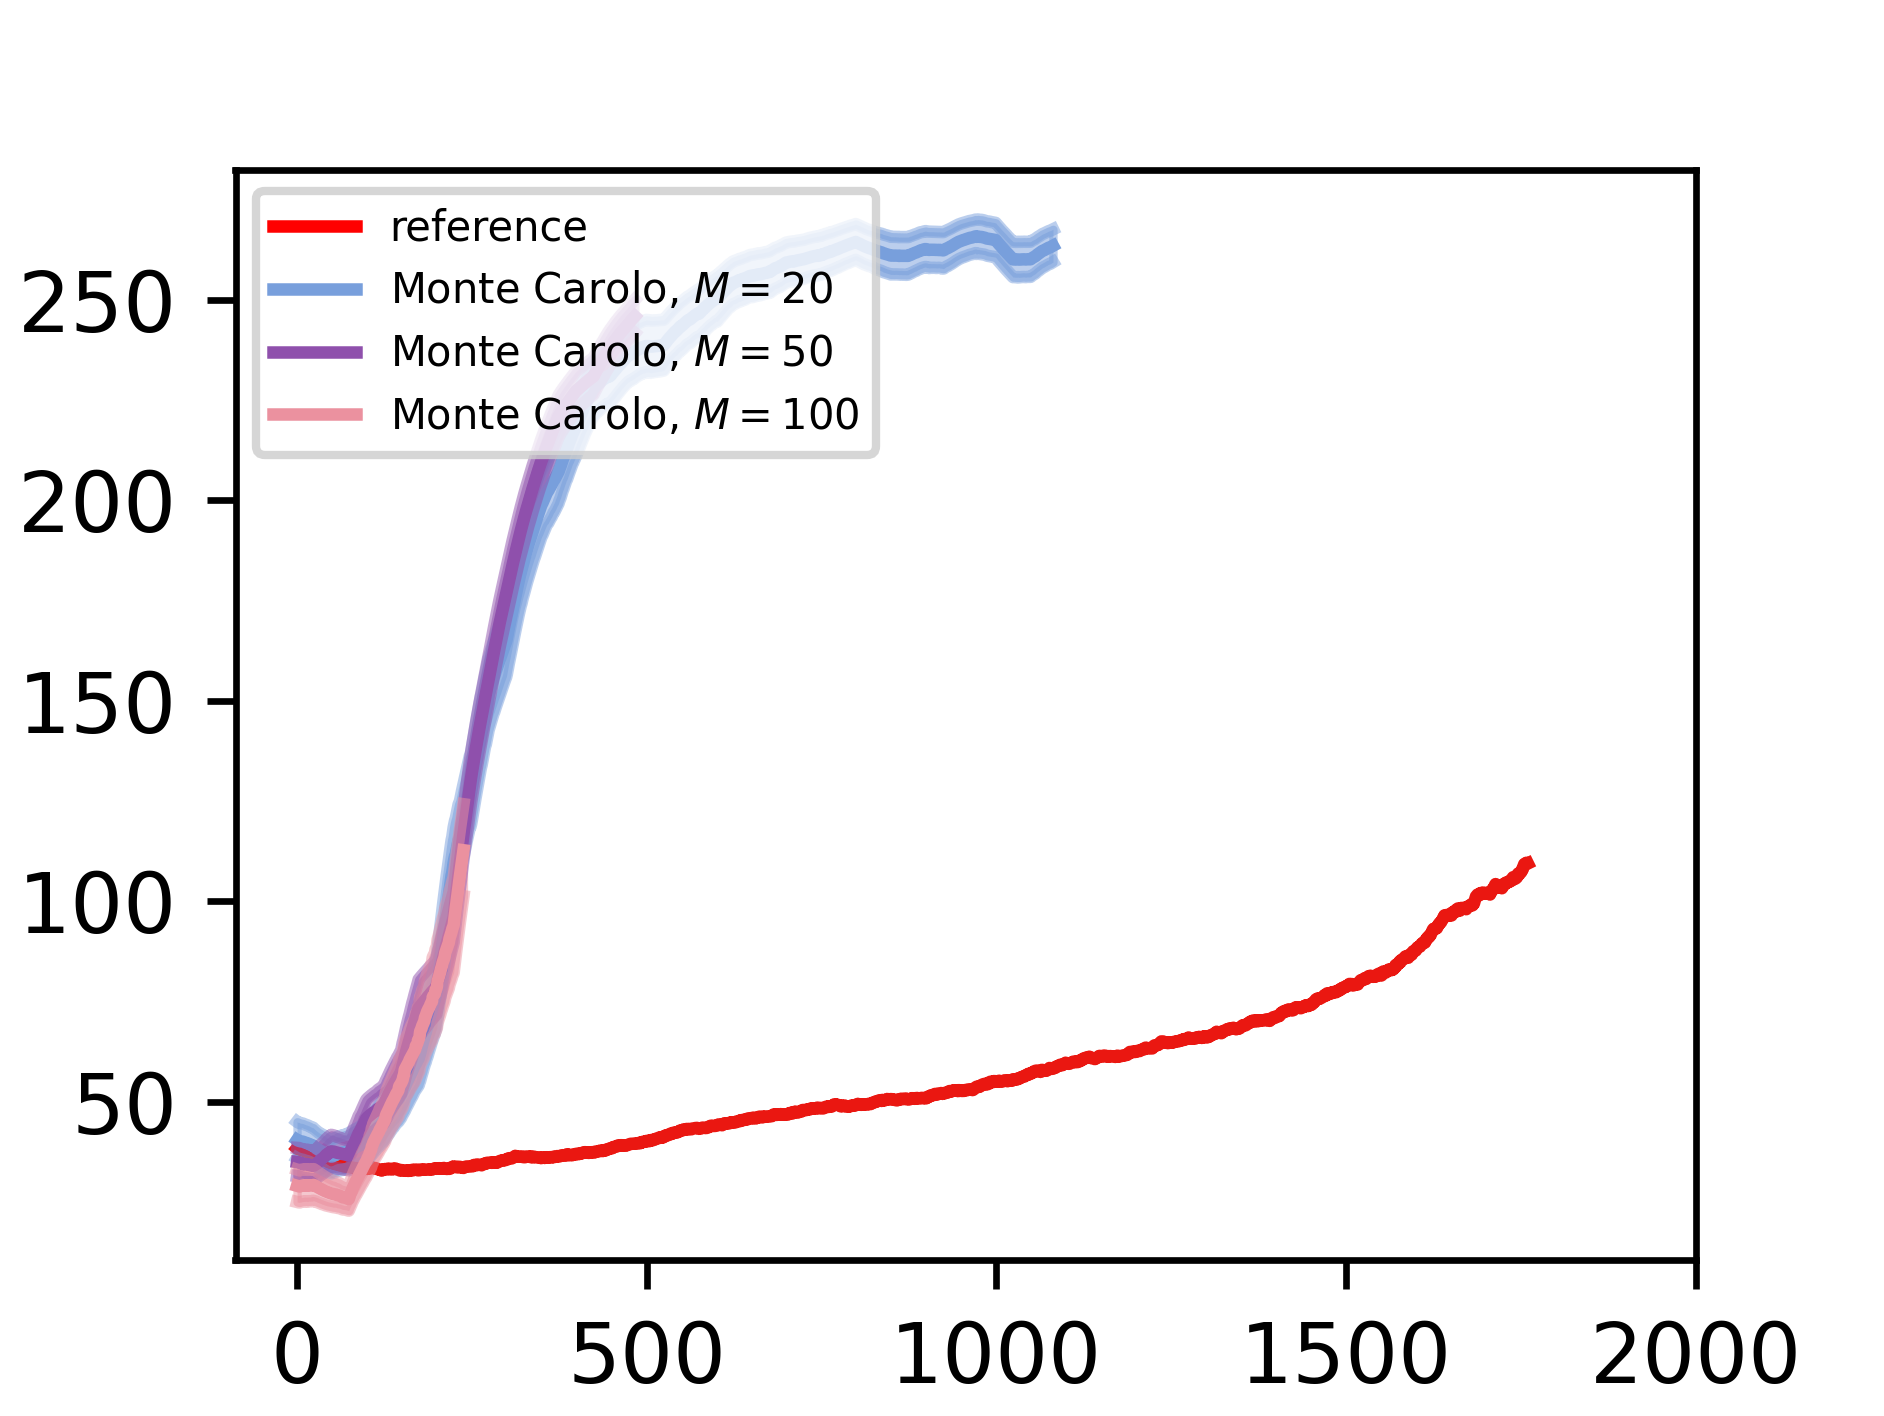 reference
Monte Carolo, M = 20
Monte Carolo, M = 50
Monte Carolo, M = 100
250
200
150
100
50
0 500 1000 1500 2000